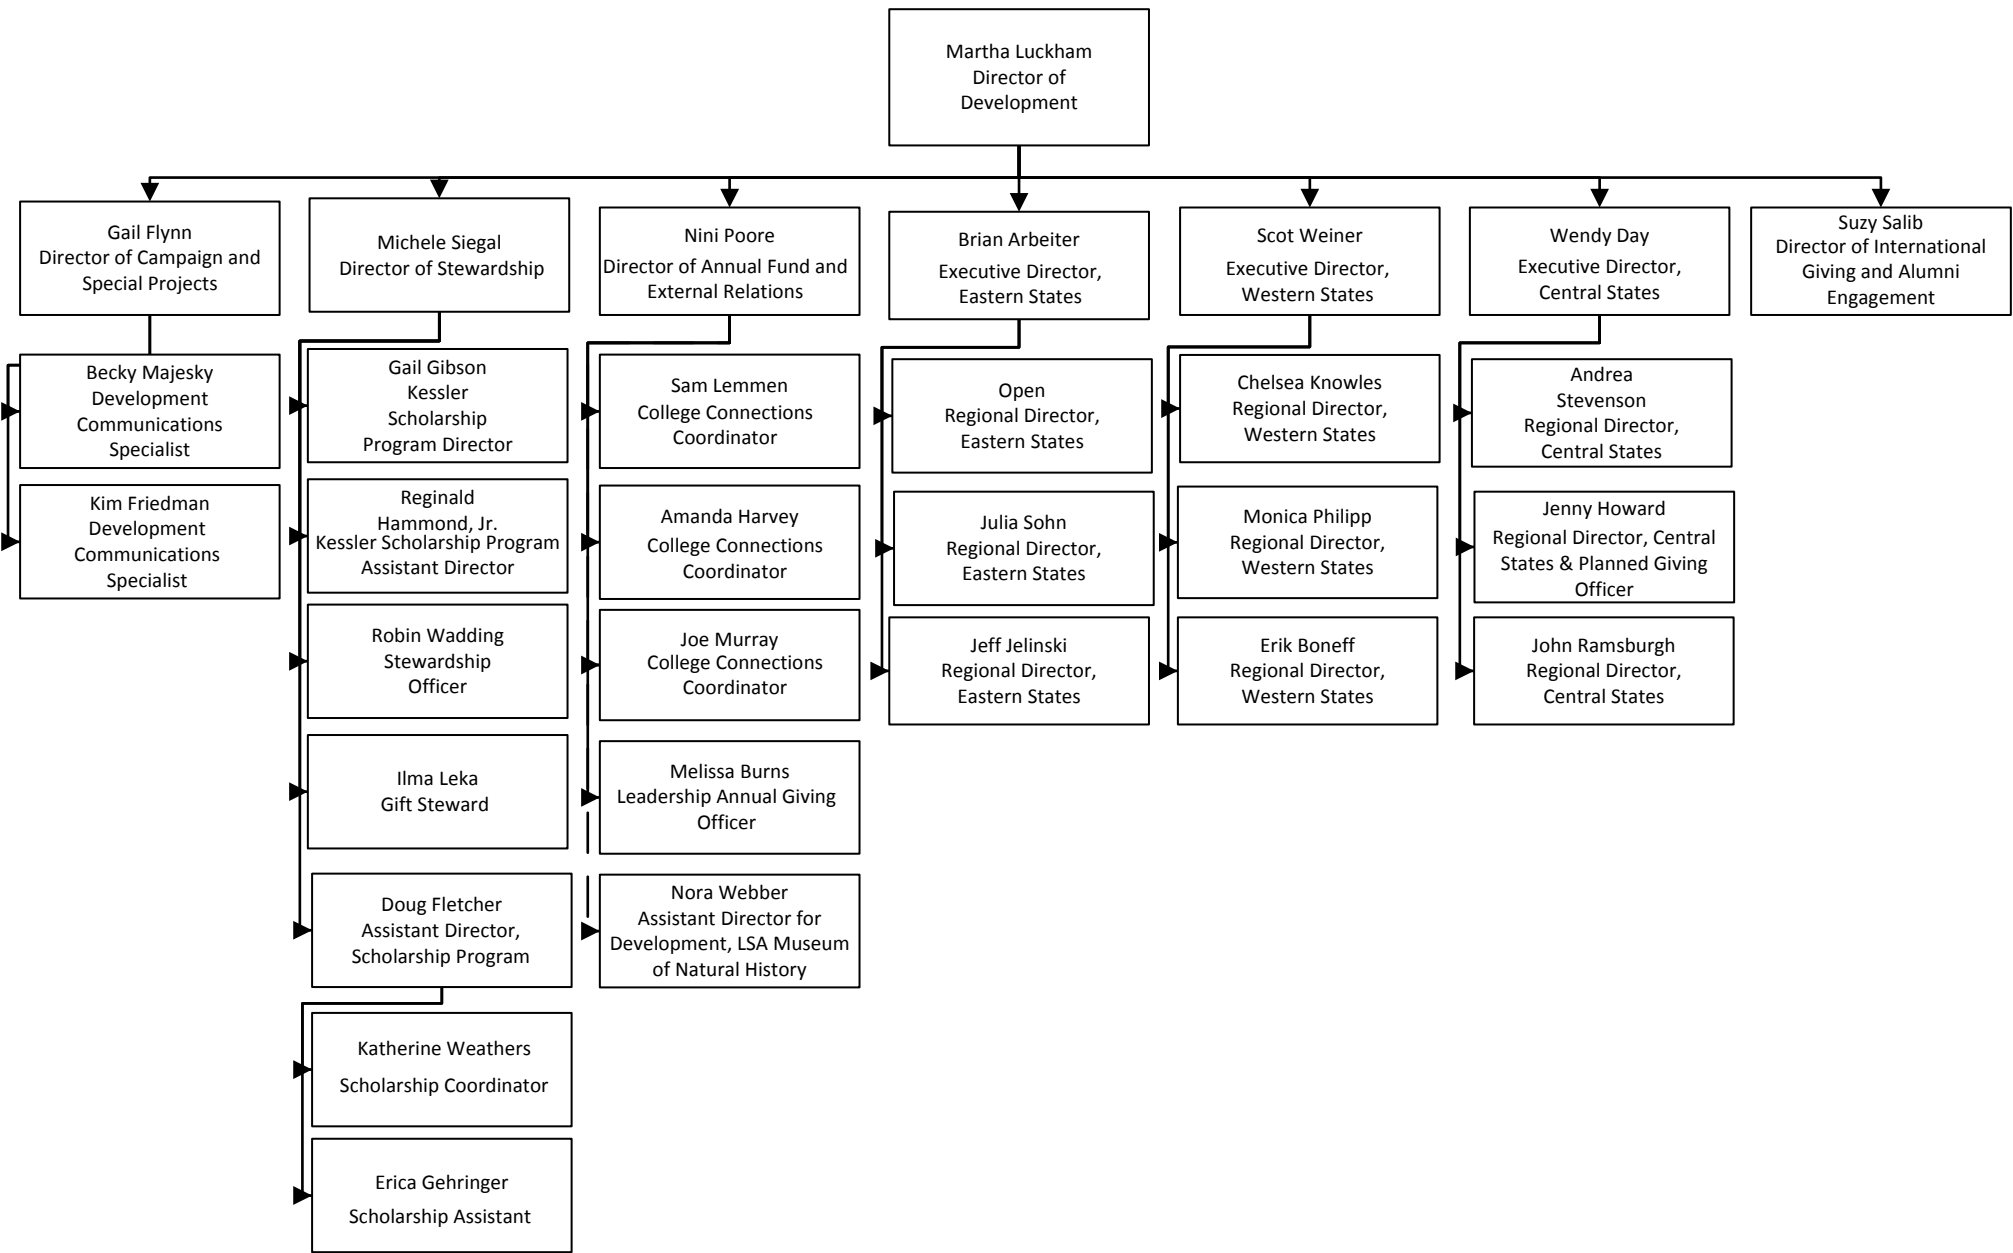 Martha Luckham
Director of
Development
Gail Flynn
Director of Campaign and
Special Projects
Michele Siegal
Director of Stewardship
Nini Poore
Director of Annual Fund and
External Relations
Brian Arbeiter
Executive Director,
Eastern States
Scot Weiner
Executive Director,
Western States
Wendy Day
Executive Director,
Central States
Suzy Salib
Director of International
Giving and Alumni
Engagement
Becky Majesky
Development
Communications
Specialist
Gail Gibson
Kessler
Scholarship
Program Director
Sam Lemmen
College Connections
Coordinator
Open
Regional Director,
Eastern States
Chelsea Knowles
Regional Director,
Western States
Andrea
Stevenson
Regional Director,
Central States
Kim Friedman
Development
Communications
Specialist
Reginald
Hammond, Jr.
Kessler Scholarship Program
Assistant Director
Amanda Harvey
College Connections
Coordinator
Julia Sohn
Regional Director,
Eastern States
Monica Philipp
Regional Director,
Western States
Jenny Howard
Regional Director, Central
States & Planned Giving
Officer
Robin Wadding
Stewardship
Officer
Joe Murray
College Connections
Coordinator
Jeff Jelinski
Regional Director,
Eastern States
Erik Boneff
Regional Director,
Western States
John Ramsburgh
Regional Director,
Central States
Ilma Leka
Gift Steward
Melissa Burns
Leadership Annual Giving
Officer
Doug Fletcher
Assistant Director,
Scholarship Program
Nora Webber
Assistant Director for
Development, LSA Museum
of Natural History
Katherine Weathers
Scholarship Coordinator
Erica Gehringer
Scholarship Assistant